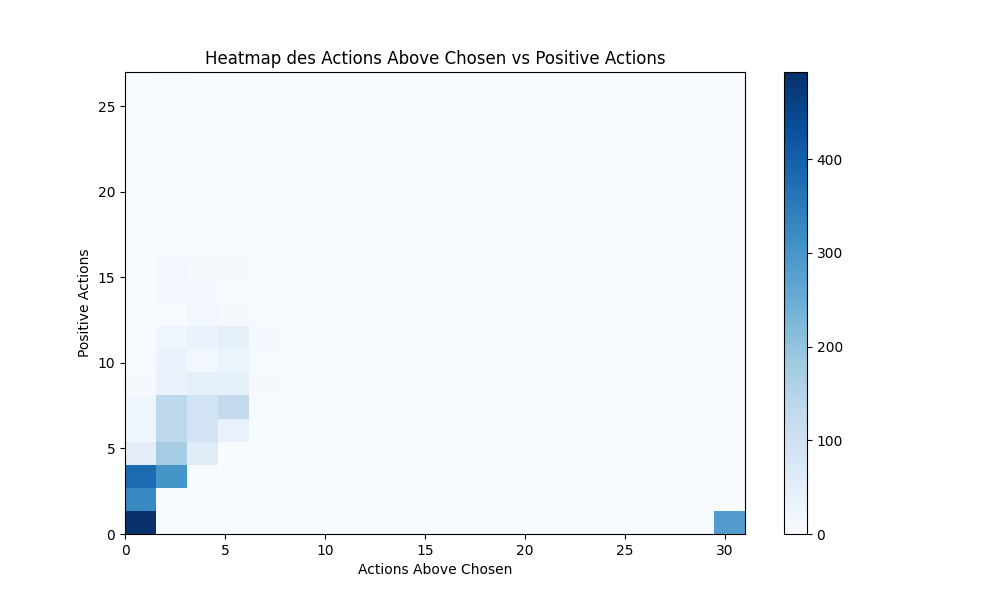 Heatmap des Actions Above Chosen vs Positive Actions
Positive Actions
25
20
15
10
5
0
0 5 10 15 20 25 30
Actions Above Chosen
400
300
200
100
0